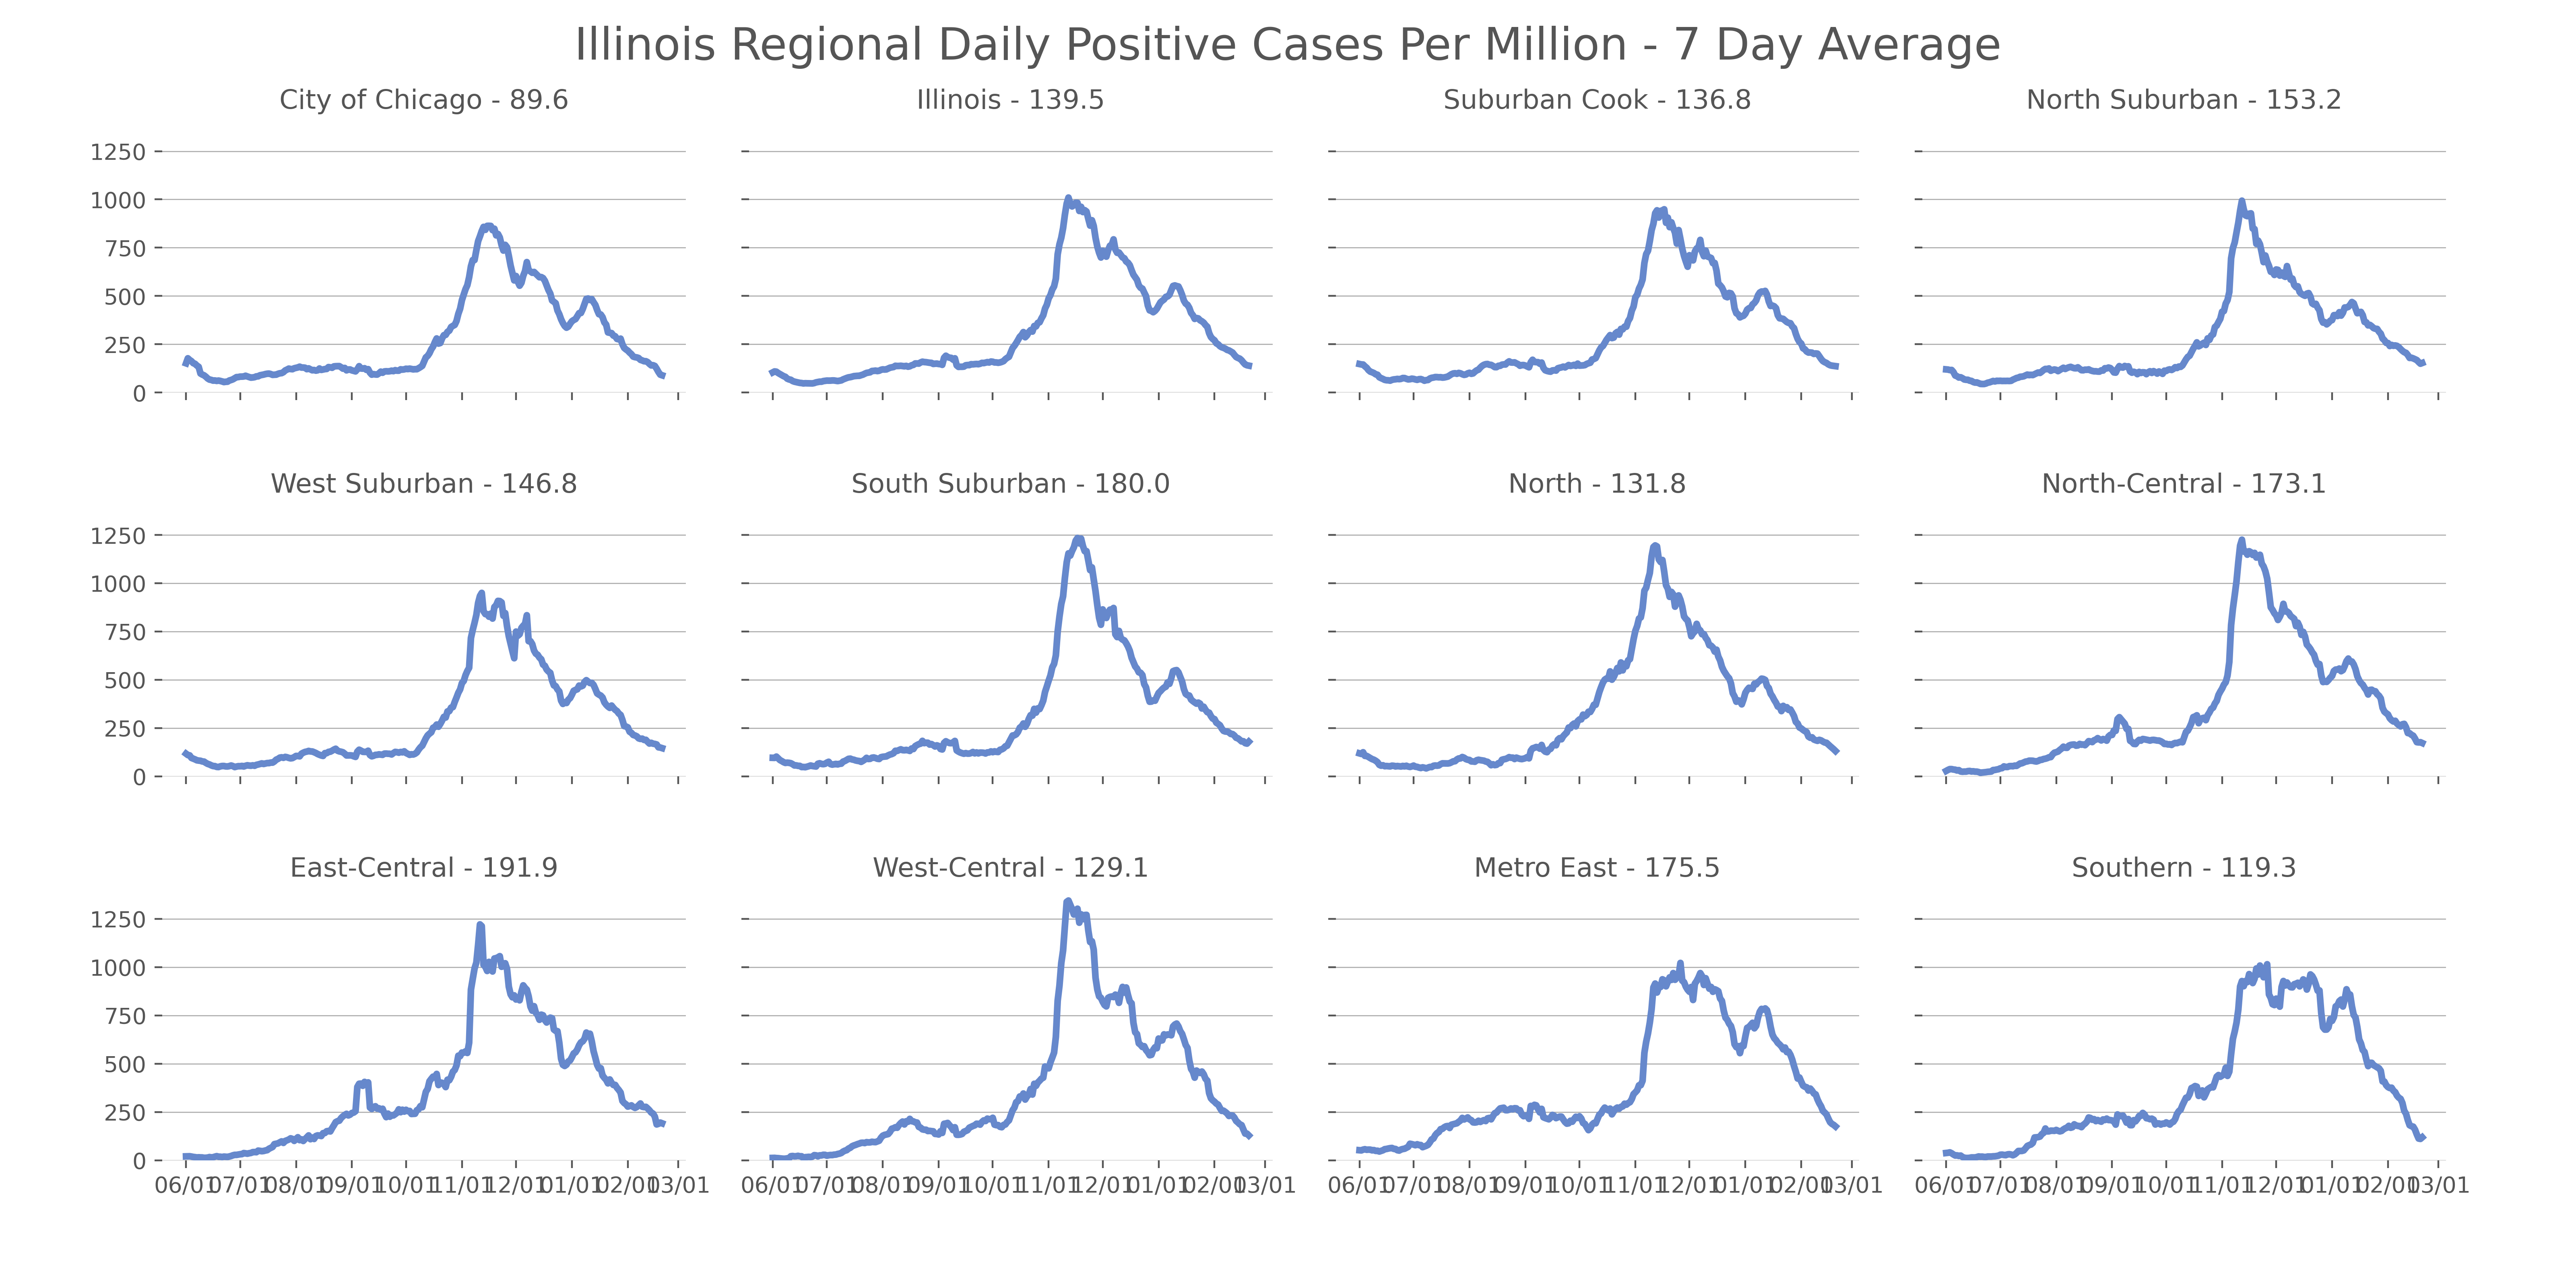 Illinois Regional Daily Positive Cases Per Million - 7 Day Average
City of Chicago - 89.6
Illinois - 139.5
Suburban Cook - 136.8
North Suburban - 153.2
1250
1000
750
500
250
0
West Suburban - 146.8
South Suburban - 180.0
North - 131.8
North-Central - 173.1
1250
1000
750
500
250
0
East-Central - 191.9
West-Central - 129.1
Metro East - 175.5
Southern - 119.3
1250
1000
750
500
250
0
06/01 07/01 08/01 09/01 10/01 11/01 12/01 01/01 02/01 03/01
06/01 07/01 08/01 09/01 10/01 11/01 12/01 01/01 02/01 03/01
06/01 07/01 08/01 09/01 10/01 11/01 12/01 01/01 02/01 03/01
06/01 07/01 08/01 09/01 10/01 11/01 12/01 01/01 02/01 03/01